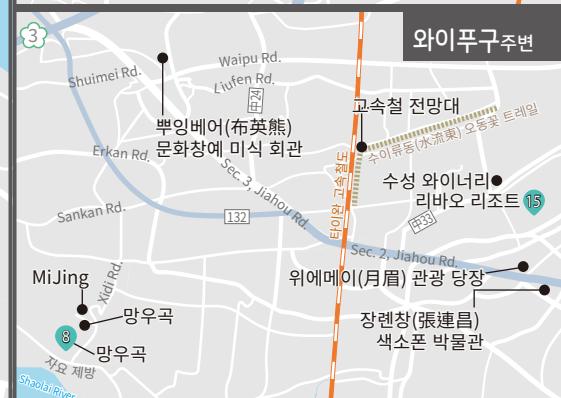 와이푸구주변
3
Waipu Rd.
Shuimei Rd.
Liufen Rd.
中24
고속철 전망대
뿌잉베어(布英熊)
문화창예 미식 회관
수이류동(水流東) 오동꽃 트레일
Erkan Rd.
Sec. 3, Jiahou Rd.
타이완 고속철도
수성 와이너리
리바오 리조트
15
Sankan Rd.
132
中33
Sec. 2, Jiahou Rd.
MiJing
Xidi Rd.
위에메이(月眉) 관광 당장
망우곡
8
망우곡
장롄창(張連昌)
색소폰 박물관
자요 제방
Shaolai River